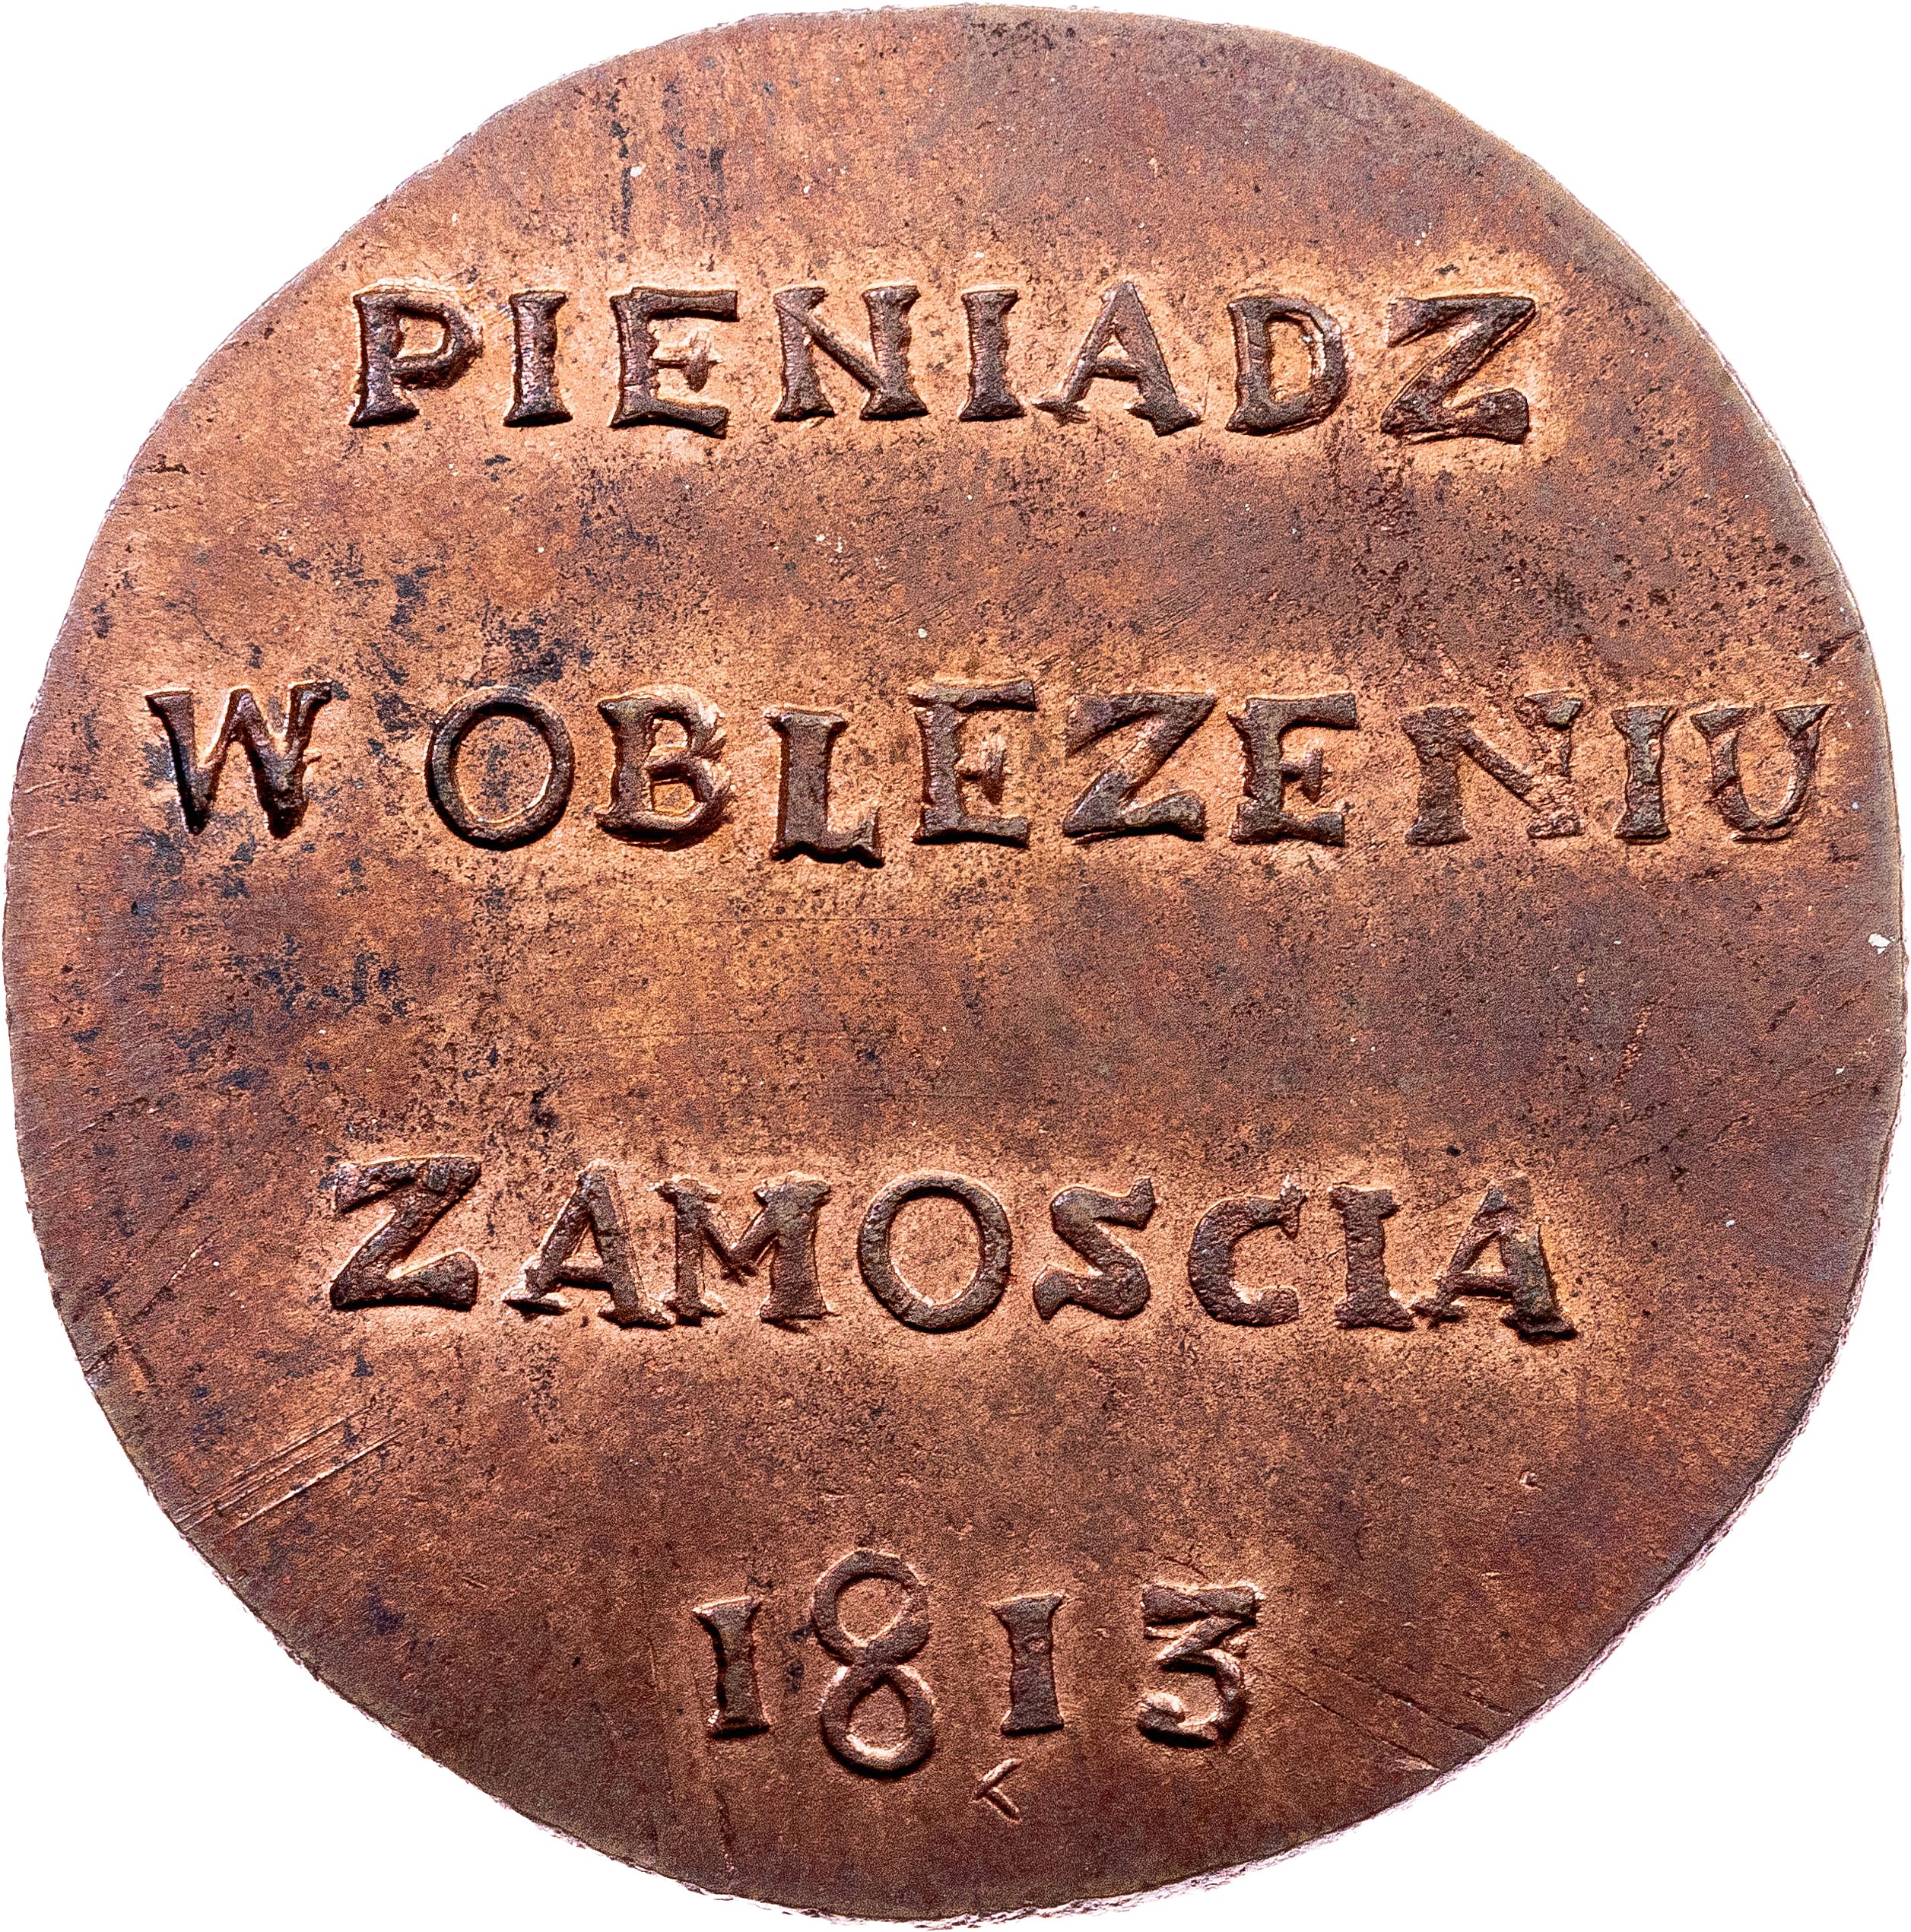 PIENIADZ
W OBLEZENIU
ZAMOSCIA
1813